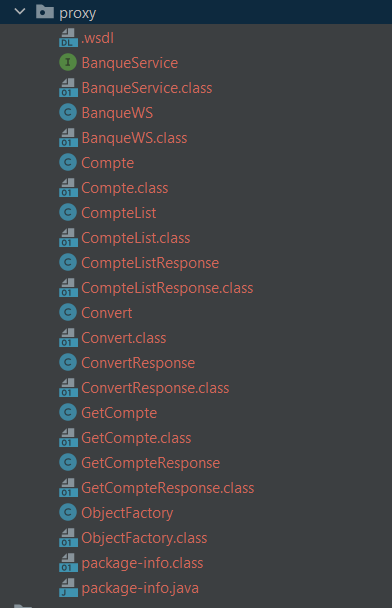 proxy
.wsdl
BanqueService
BanqueService.class
BanqueWS
BanqueWS.class
Compte
Compte.class
CompteList
CompteList.class
CompteListResponse
CompteListResponse.class
Convert
Convert.class
ConvertResponse
ConvertResponse.class
GetCompte
GetCompte.class
GetCompteResponse
GetCompteResponse.class
ObjectFactory
ObjectFactory.class
package-info.class
package-info.java